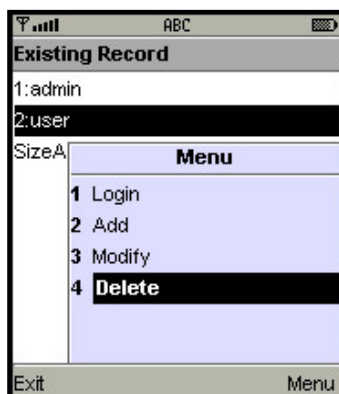 ABC
Existing Record
1:admin
2:user
SizeA
Menu
1 Login
2 Add
3 Modify
4 Delete
Exit Menu